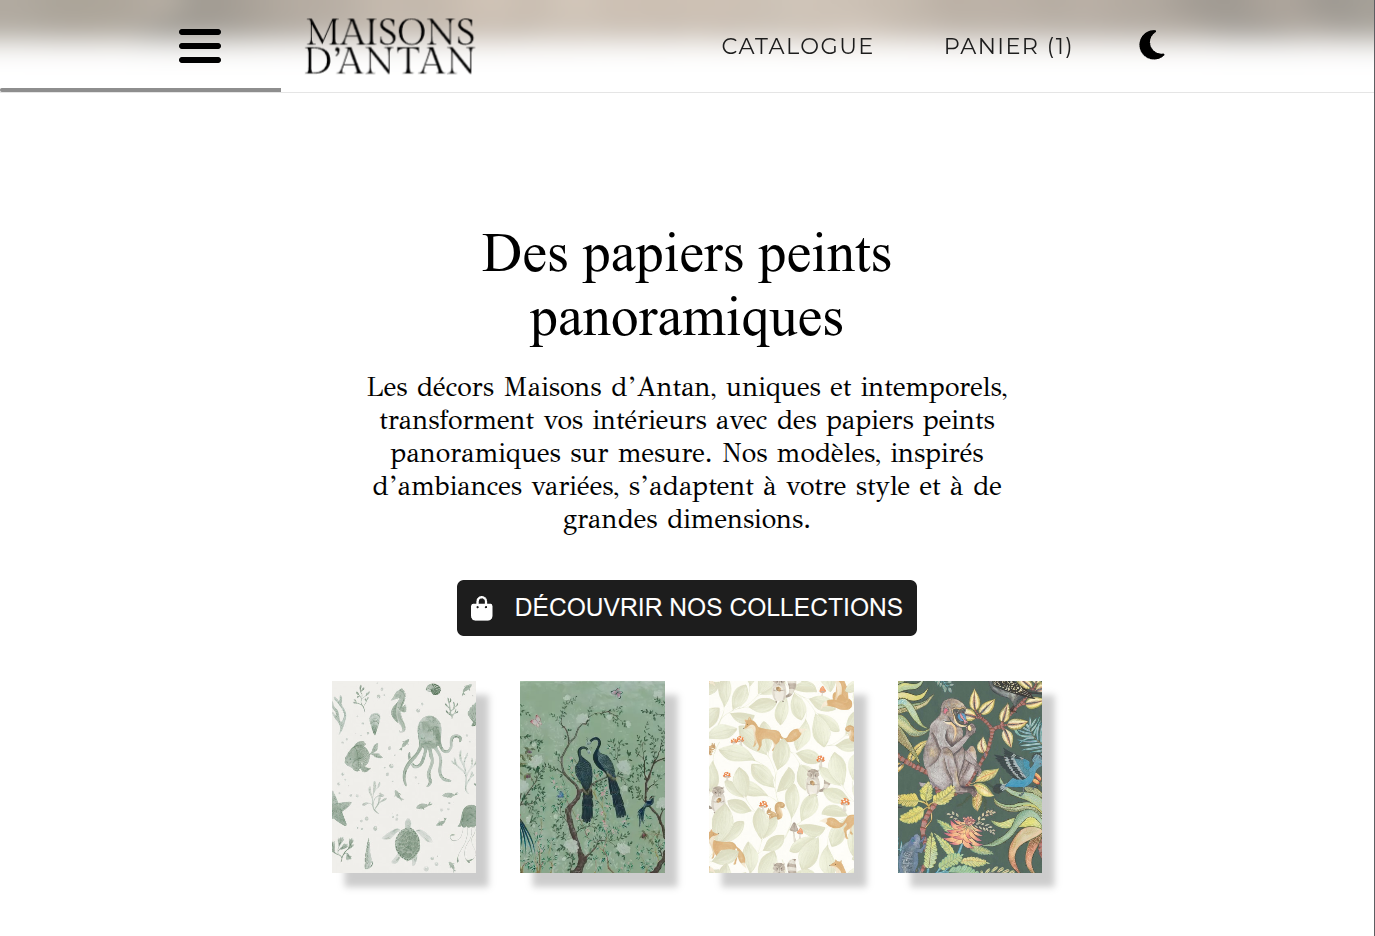 MAISONS
D'ANTAN
CATALOGUE
PANIER (1)
Des papiers peints
panoramiques
Les décors Maisons d’Antan, uniques et intemporels,
transforment vos intérieurs avec des papiers peints
panoramiques sur mesure. Nos modèles, inspirés
d’ambiances variées, s’adaptent à votre style et à de
grandes dimensions.
DÉCOUVRIR NOS COLLECTIONS